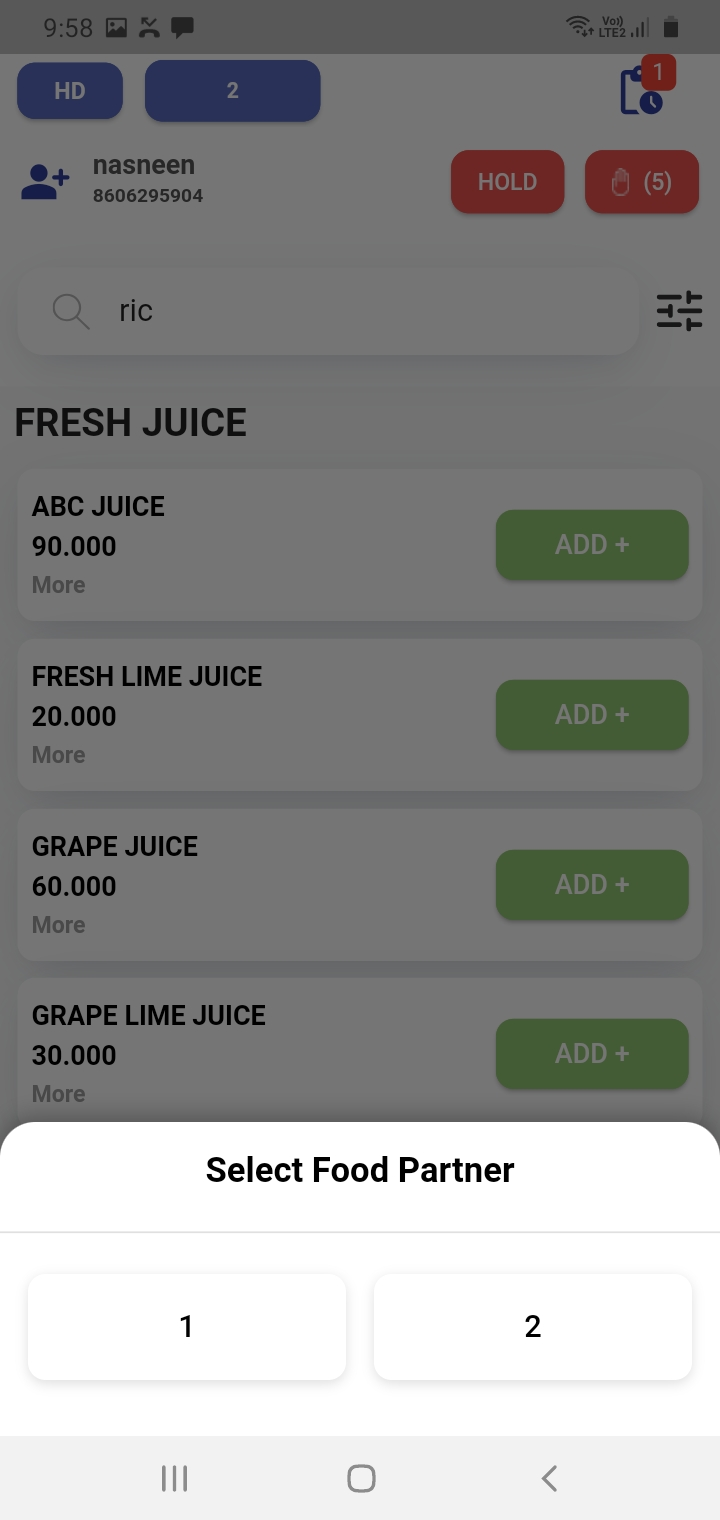 9:58 Vo)) LTE2
HD 2 1
nasneen
8606295904
HOLD (5)
ric
FRESH JUICE
ABC JUICE
90.000
More
ADD +
FRESH LIME JUICE
20.000
More
ADD +
GRAPE JUICE
60.000
More
ADD +
GRAPE LIME JUICE
30.000
More
ADD +
Select Food Partner
1 2